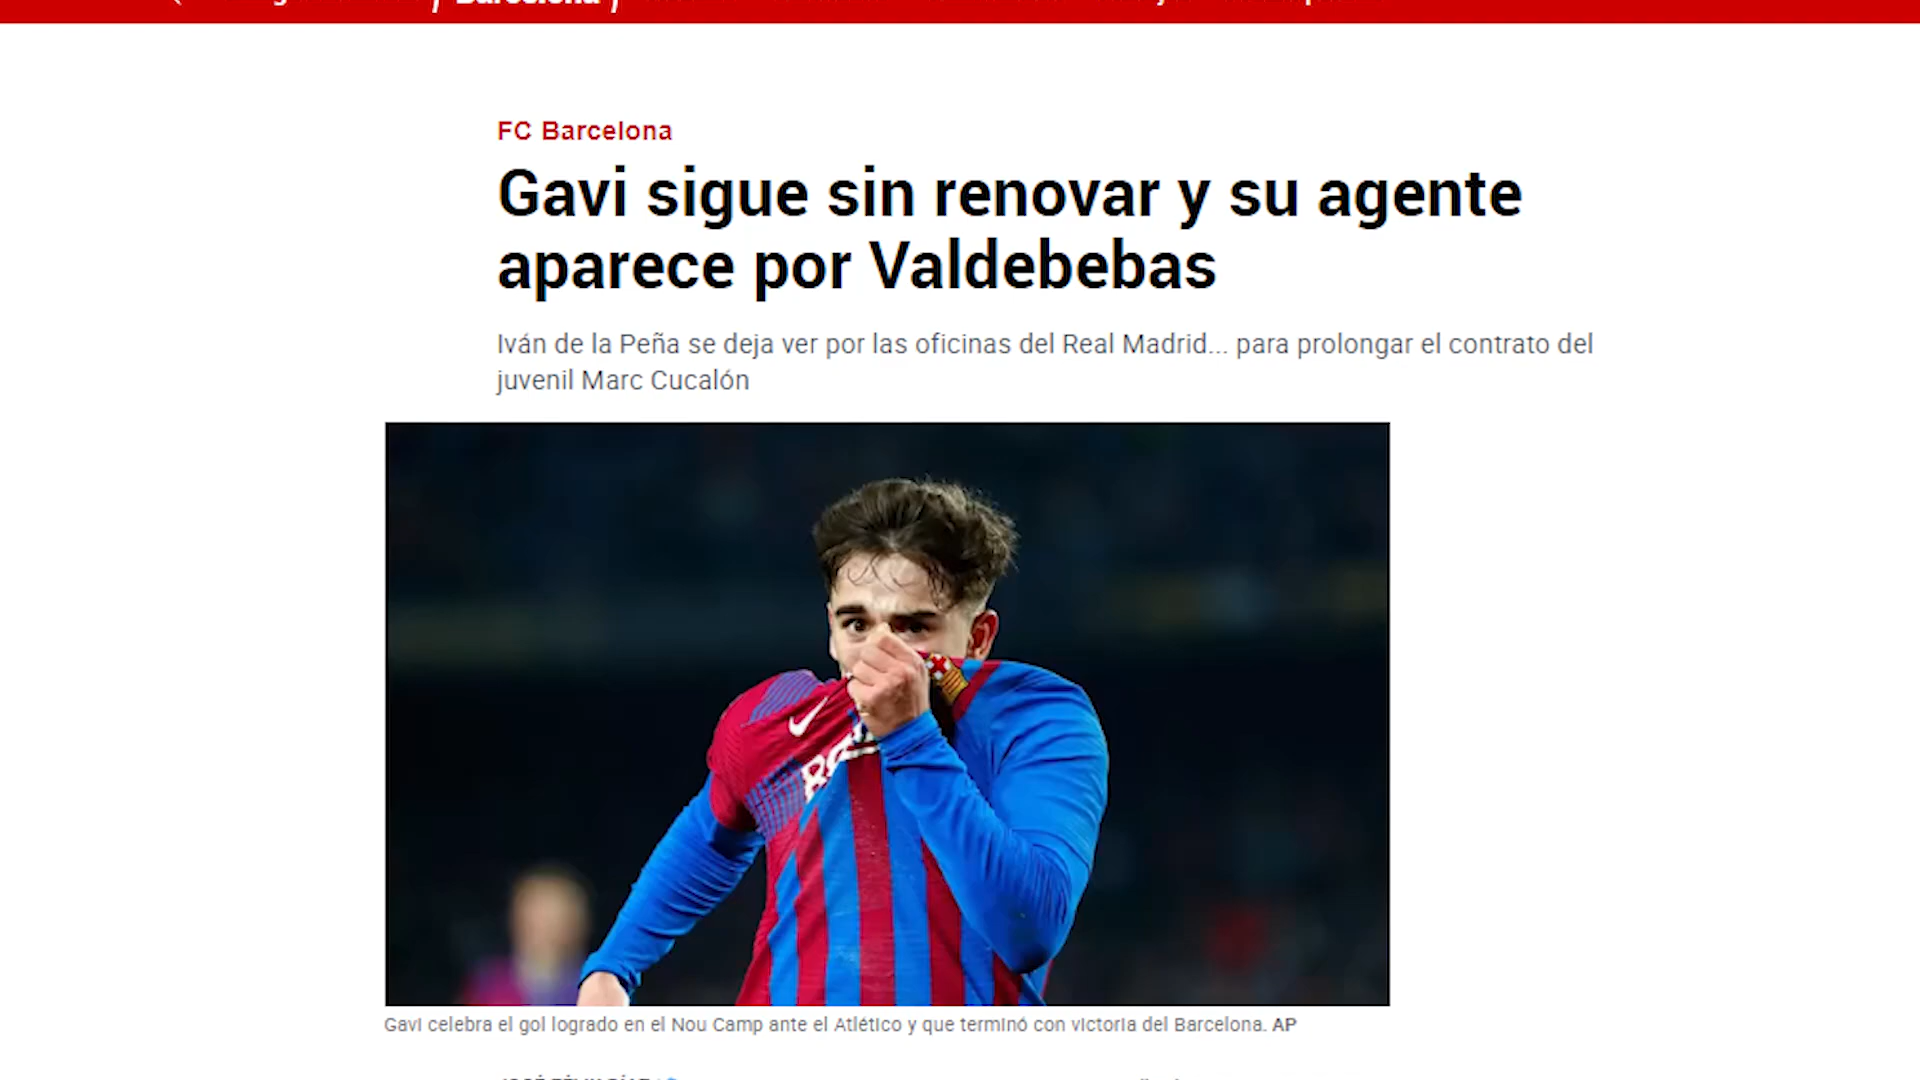 Barcelona
FC Barcelona
Gavi sigue sin renovar y su agente
aparece por Valdebebas
Iván de la Peña se deja ver por las oficinas del Real Madrid... para prolongar el contrato del
juvenil Marc Cucalón
Gavi celebra el gol logrado en el Nou Camp ante el Atlético y que terminó con victoria del Barcelona. AP